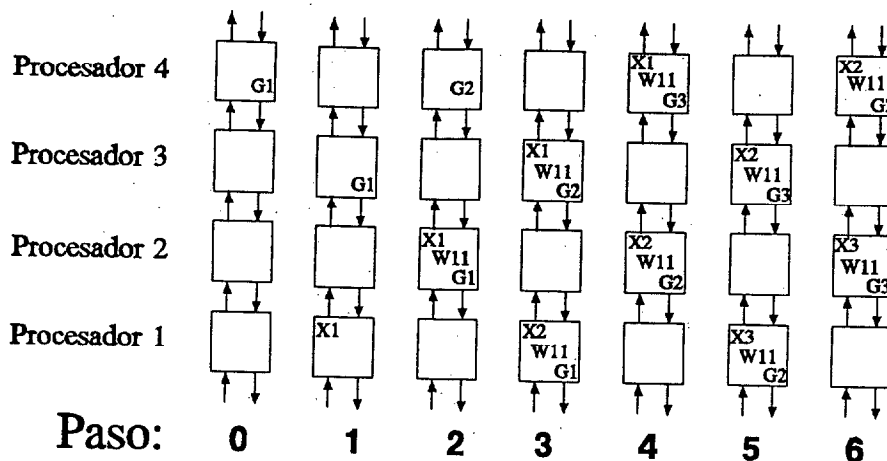 Procesador 4
G1
G2
X1
W11
G3
X2
W11
Procesador 3
G1
X1
W11
G2
X2
W11
G3
Procesador 2
X1
W11
G1
X2
W11
G2
X3
W11
G3
Procesador 1
X1
X2
W11
G1
X3
W11
G2
Paso: 0 1 2 3 4 5 6